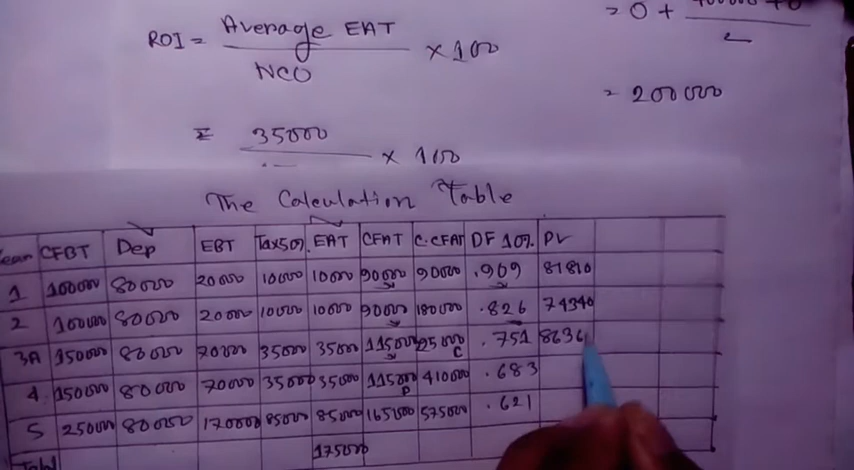 ROI = Average EAT / NCO × 100
= 0 + 
2
= 200000
= 35000 × 100
The Calculation Table
CFBT Dep EBT Tax50% EAT CFAT C.CFAT DF 10% PV
1 100000 80000 20000 10000 10000 90000 90000 .909 81810
2 100000 80000 20000 10000 10000 90000 180000 .826 74340
3A 150000 80000 70000 35000 35000 115000 C .751 8636
4 150000 80000 70000 35000 35000 115000 P 410000 .683
5 25000 80000 170000 85000 85000 165000 575000 .621
175000